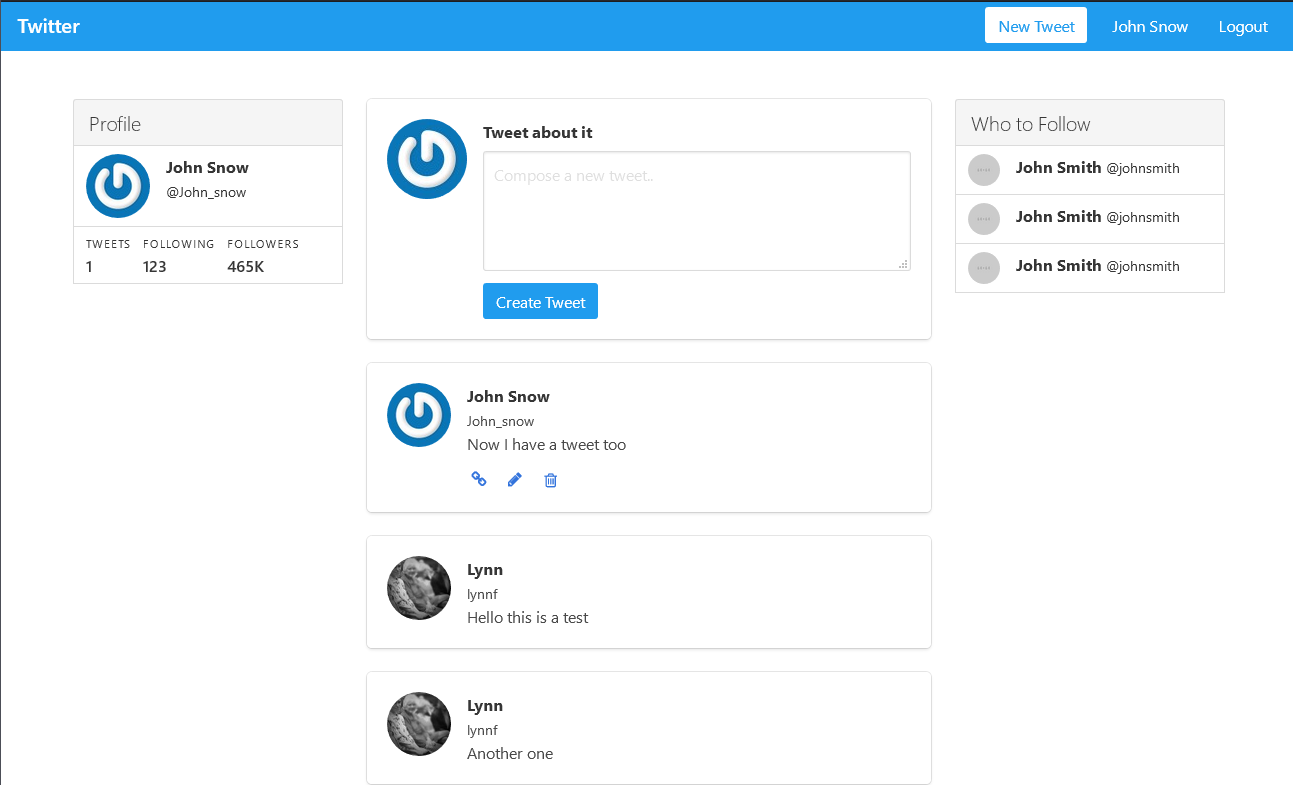 Twitter
New Tweet John Snow Logout
Profile
John Snow
@John_snow
TWEETS FOLLOWING FOLLOWERS
1 123 465K
Tweet about it
Compose a new tweet..
Create Tweet
John Snow
John_snow
Now I have a tweet too
Lynn
lynnf
Hello this is a test
Lynn
lynnf
Another one
Who to Follow
John Smith @johnsmith
John Smith @johnsmith
John Smith @johnsmith